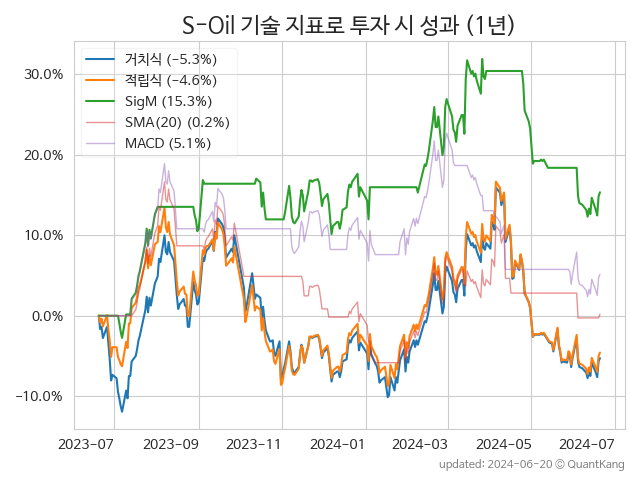 S-Oil 기술 지표로 투자 시 성과 (1년)
거치식 (−5.3%)
적립식 (−4.6%)
SigM (15.3%)
SMA(20) (0.2%)
MACD (5.1%)
30.0%
20.0%
10.0%
0.0%
−10.0%
2023-07 2023-09 2023-11 2024-01 2024-03 2024-05 2024-07
updated: 2024-06-20 © QuantKang